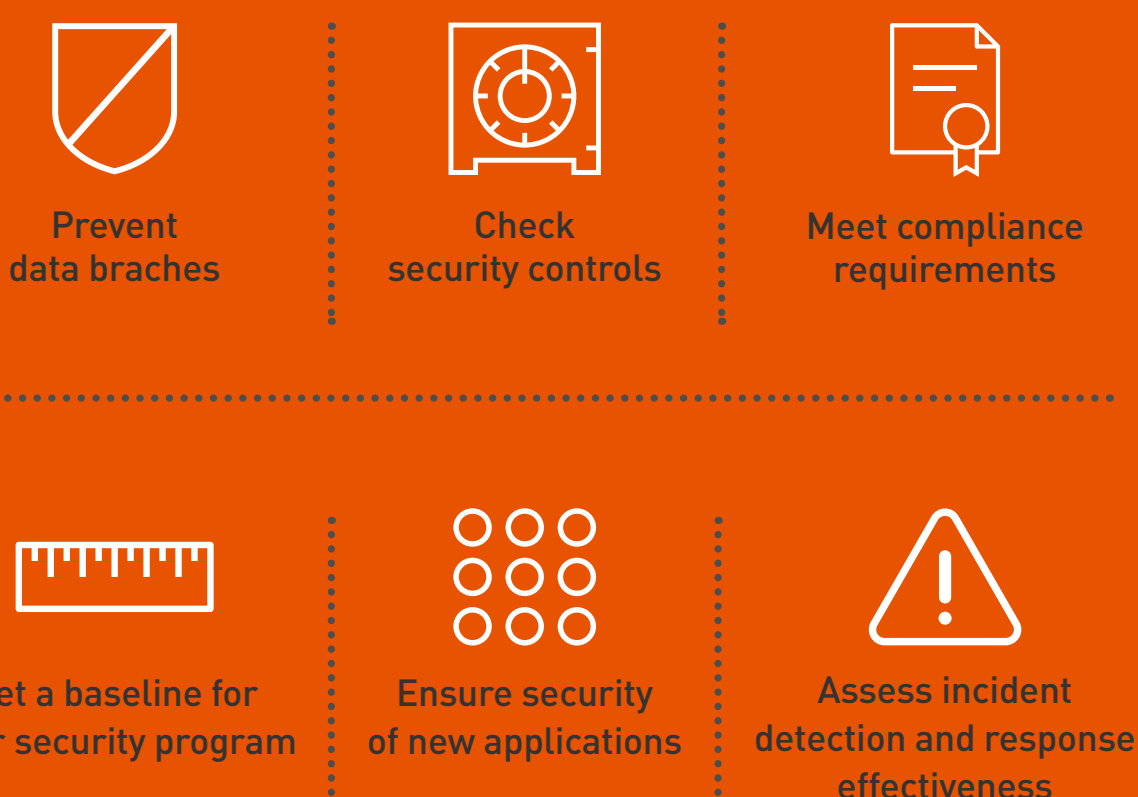 Prevent
data braches
Check
security controls
Meet compliance
requirements
et a baseline for
r security program
Ensure security
of new applications
Assess incident
detection and response
effectiveness